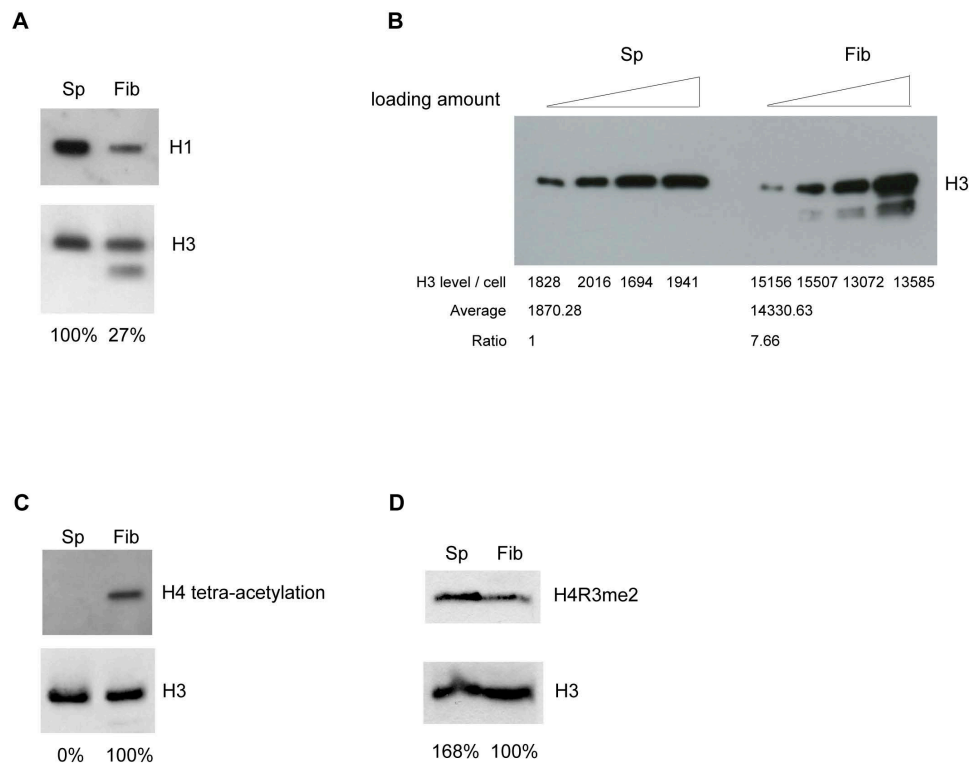 A
Sp Fib
H1
H3
100% 27%
B
Sp Fib
loading amount
H3
H3 level / cell 1828 2016 1694 1941 15156 15507 13072 13585
Average 1870.28 14330.63
Ratio 1 7.66
C
Sp Fib
H4 tetra-acetylation
H3
0% 100%
D
Sp Fib
H4R3me2
H3
168% 100%